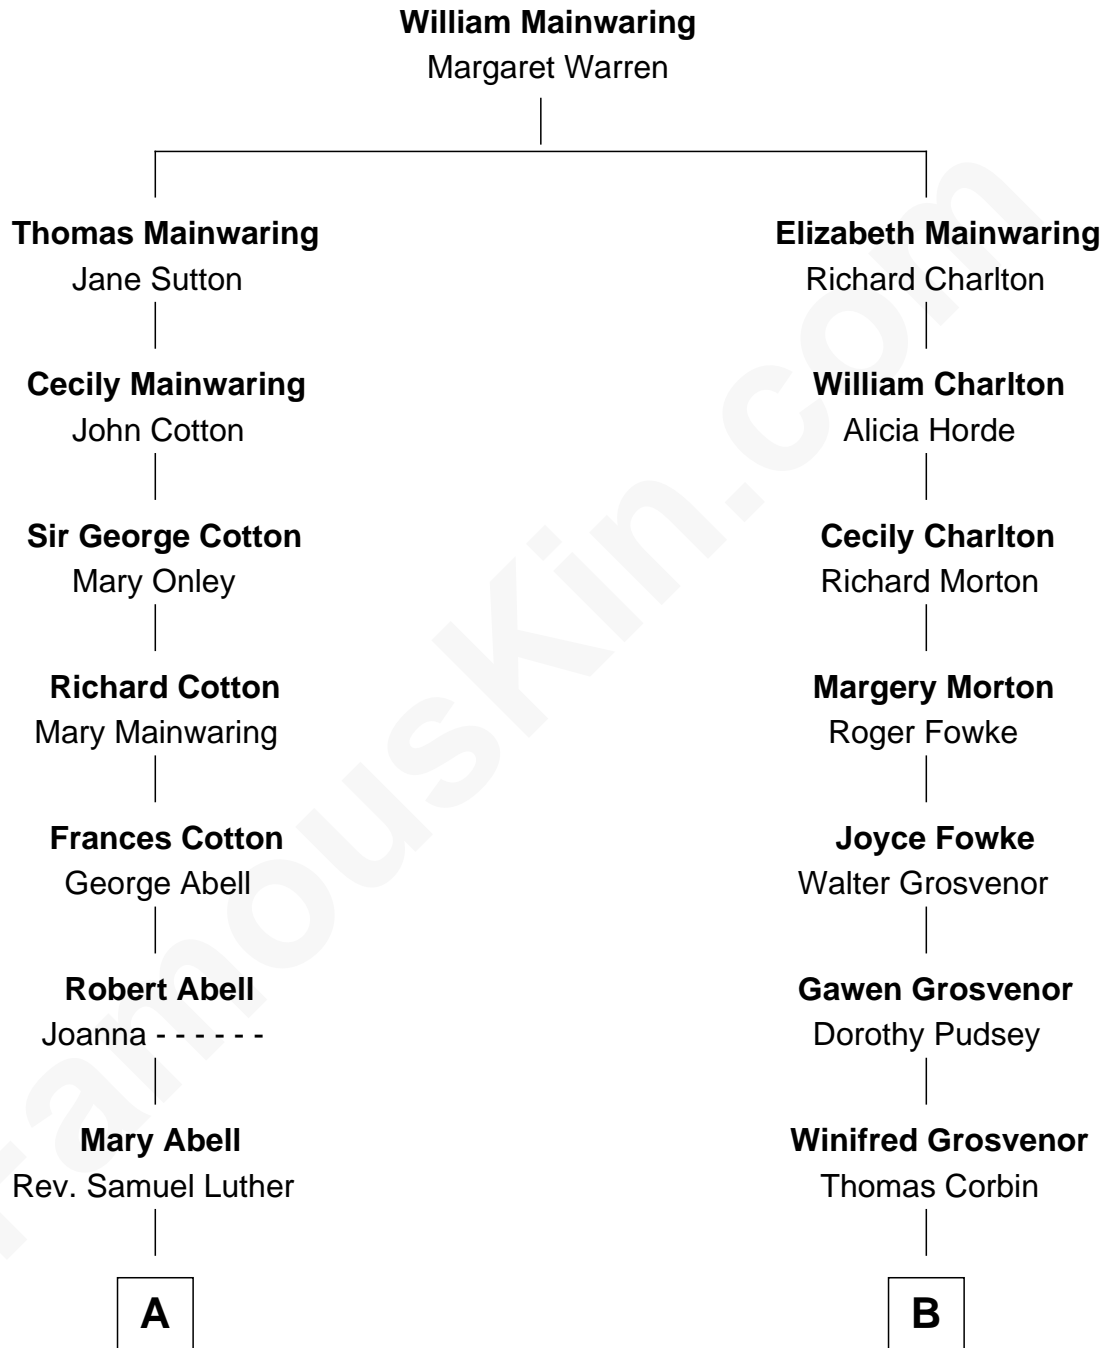 William Mainwaring
Margaret Warren
Thomas Mainwaring
Jane Sutton
Elizabeth Mainwaring
Richard Charlton
Cecily Mainwaring
John Cotton
William Charlton
Alicia Horde
Sir George Cotton
Mary Onley
Cecily Charlton
Richard Morton
Richard Cotton
Mary Mainwaring
Margery Morton
Roger Fowke
Frances Cotton
George Abell
Joyce Fowke
Walter Grosvenor
Robert Abell
Joanna - - - - - -
Gawen Grosvenor
Dorothy Pudsey
Mary Abell
Rev. Samuel Luther
Winifred Grosvenor
Thomas Corbin
A
B
FamousKin.com